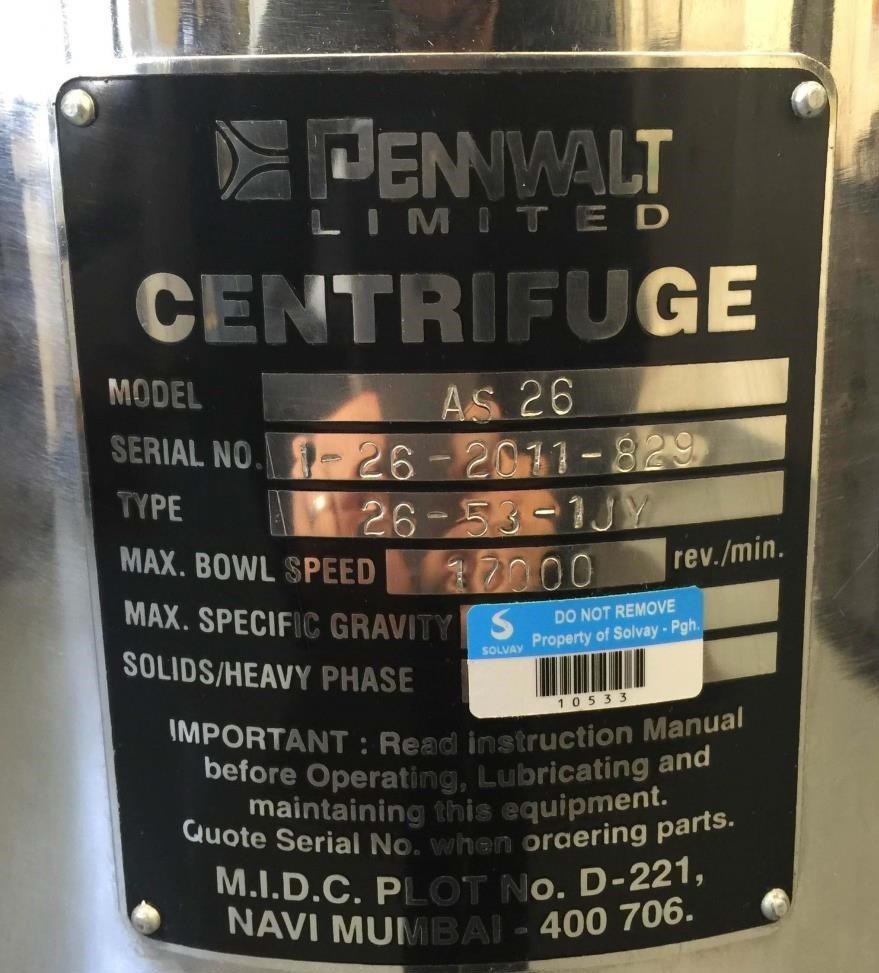 PENNWALT
LIMITED
CENTRIFUGE
MODEL AS 26
SERIAL NO. 1-26-2011-829
TYPE 26-53-1JY
MAX. BOWL SPEED 17000 rev./min.
MAX. SPECIFIC GRAVITY
SOLIDS/HEAVY PHASE
S
SOLVAY
DO NOT REMOVE
Property of Solvay - Pgh.
10533
IMPORTANT : Read instruction Manual
before Operating, Lubricating and
maintaining this equipment.
Quote Serial No. when ordering parts.
M.I.D.C. PLOT No. D-221,
NAVI MUMBAI - 400 706.